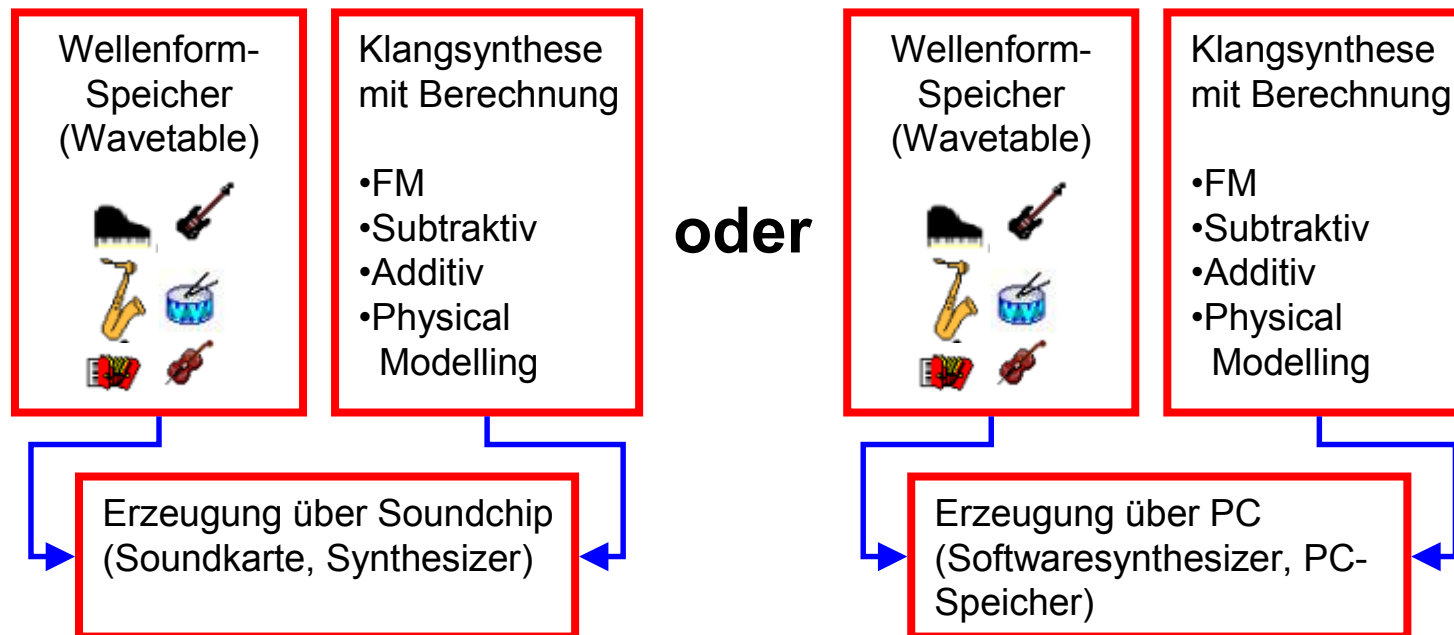 Wellenform-
Speicher
(Wavetable)
Klangsynthese
mit Berechnung
•FM
•Subtraktiv
•Additiv
•Physical
Modelling
Erzeugung über Soundchip
(Soundkarte, Synthesizer)
oder
Wellenform-
Speicher
(Wavetable)
Klangsynthese
mit Berechnung
•FM
•Subtraktiv
•Additiv
•Physical
Modelling
Erzeugung über PC
(Softwaresynthesizer, PC-
Speicher)